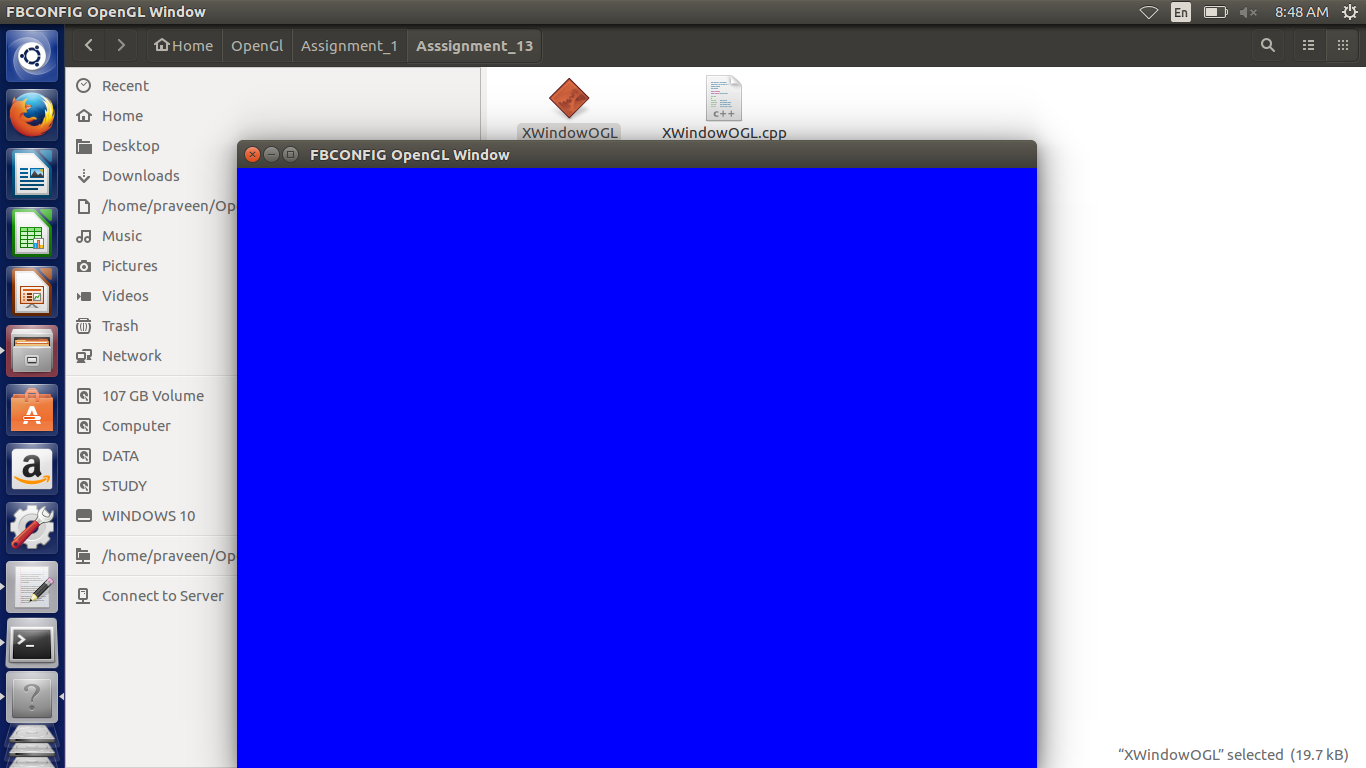 FBCONFIG OpenGL Window
En
8:48 AM
Home
OpenGl
Assignment_1
Asssignment_13
Recent
Home
Desktop
Downloads
/home/praveen/Op
Music
Pictures
Videos
Trash
Network
107 GB Volume
Computer
DATA
STUDY
WINDOWS 10
/home/praveen/Op
Connect to Server
C++
XWindowOGL
XWindowOGL.cpp
FBCONFIG OpenGL Window
“XWindowOGL” selected (19.7 kB)